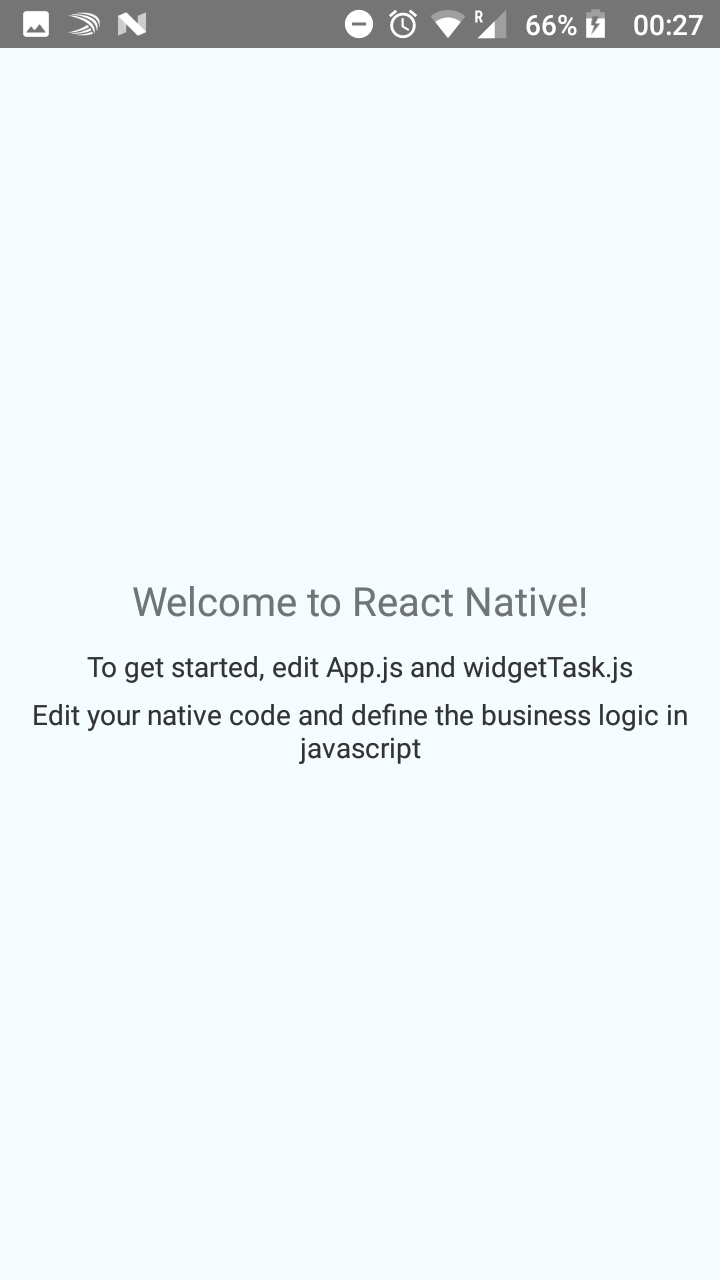 R 66% 00:27
Welcome to React Native!
To get started, edit App.js and widgetTask.js
Edit your native code and define the business logic in
javascript